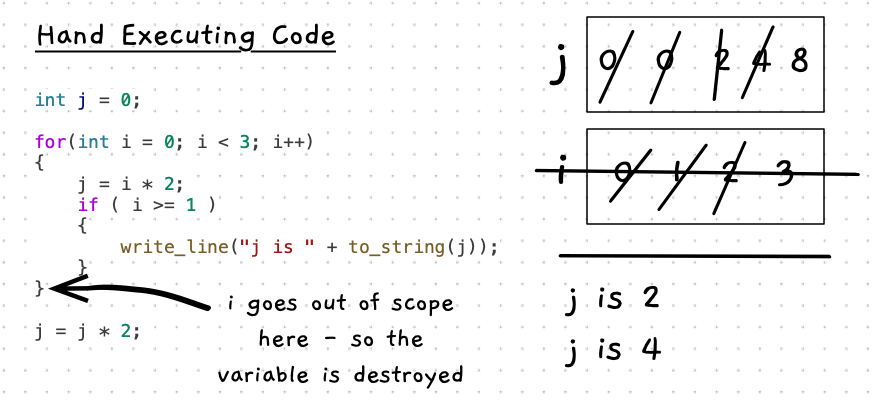 Hand Executing Code
int j = 0;
for(int i = 0; i < 3; i++)
{
j = i * 2;
if ( i >= 1 )
{
write_line("j is " + to_string(j));
}
}
j = j * 2;
i goes out of scope
here - so the
variable is destroyed
j 0 0 2 4 8
i 0 1 2 3
j is 2
j is 4